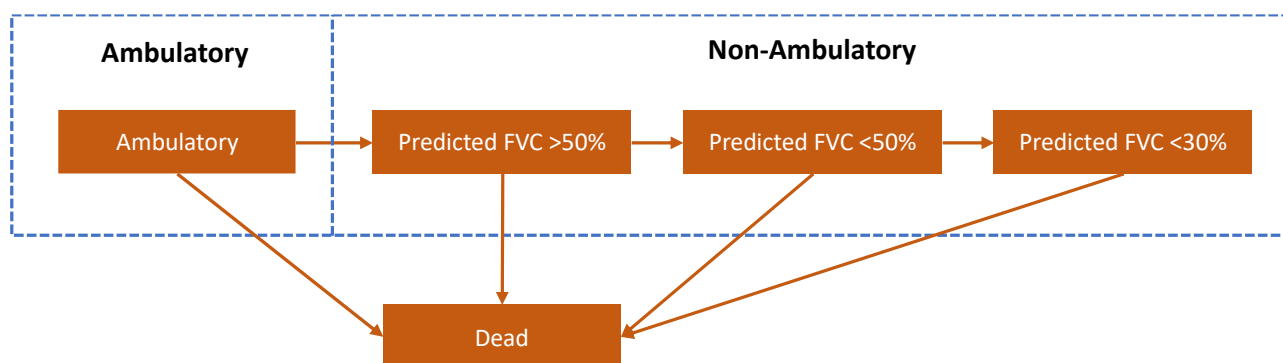 Ambulatory
Non-Ambulatory
Ambulatory
Predicted FVC >50%
Predicted FVC <50%
Predicted FVC <30%
Dead